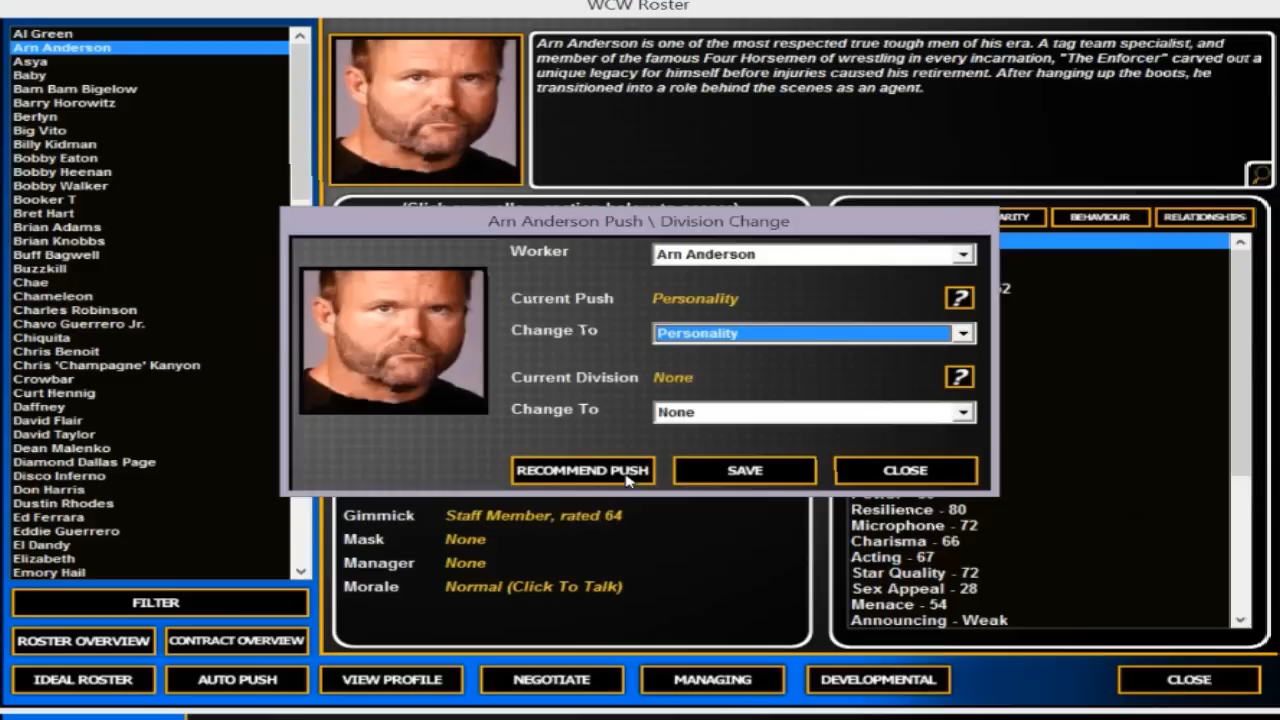 WCW Roster
Al Green
Arn Anderson
Asya
Baby
Bam Bam Bigelow
Barry Horowitz
Berlyn
Big Vito
Billy Kidman
Bobby Eaton
Bobby Heenan
Bobby Walker
Booker T
Bret Hart
Brian Adams
Brian Knobbs
Buff Bagwell
Buzzkill
Chae
Chameleon
Charles Robinson
Chavo Guerrero Jr.
Chiquita
Chris Benoit
Chris 'Champagne' Kanyon
Crowbar
Curt Hennig
Daffney
David Flair
David Taylor
Dean Malenko
Diamond Dallas Page
Disco Inferno
Don Harris
Dustin Rhodes
Ed Ferrara
Eddie Guerrero
El Dandy
Elizabeth
Emory Hail
FILTER
ROSTER OVERVIEW
CONTRACT OVERVIEW
IDEAL ROSTER
AUTO PUSH
VIEW PROFILE
NEGOTIATE
MANAGING
DEVELOPMENTAL
CLOSE
Arn Anderson is one of the most respected true tough men of his era. A tag team specialist, and
member of the famous Four Horsemen of wrestling in every incarnation, "The Enforcer" carved out a
unique legacy for himself before injuries caused his retirement. After hanging up the boots, he
transitioned into a role behind the scenes as an agent.
BEHAVIOUR
RELATIONSHIPS
Arn Anderson Push \ Division Change
Worker
Arn Anderson
Current Push
Personality
?
Change To
Personality
Current Division
None
?
Change To
None
RECOMMEND PUSH
SAVE
CLOSE
Gimmick
Staff Member, rated 64
Mask
None
Manager
None
Morale
Normal (Click To Talk)
Resilience - 80
Microphone - 72
Charisma - 66
Acting - 67
Star Quality - 72
Sex Appeal - 28
Menace - 54
Announcing - Weak